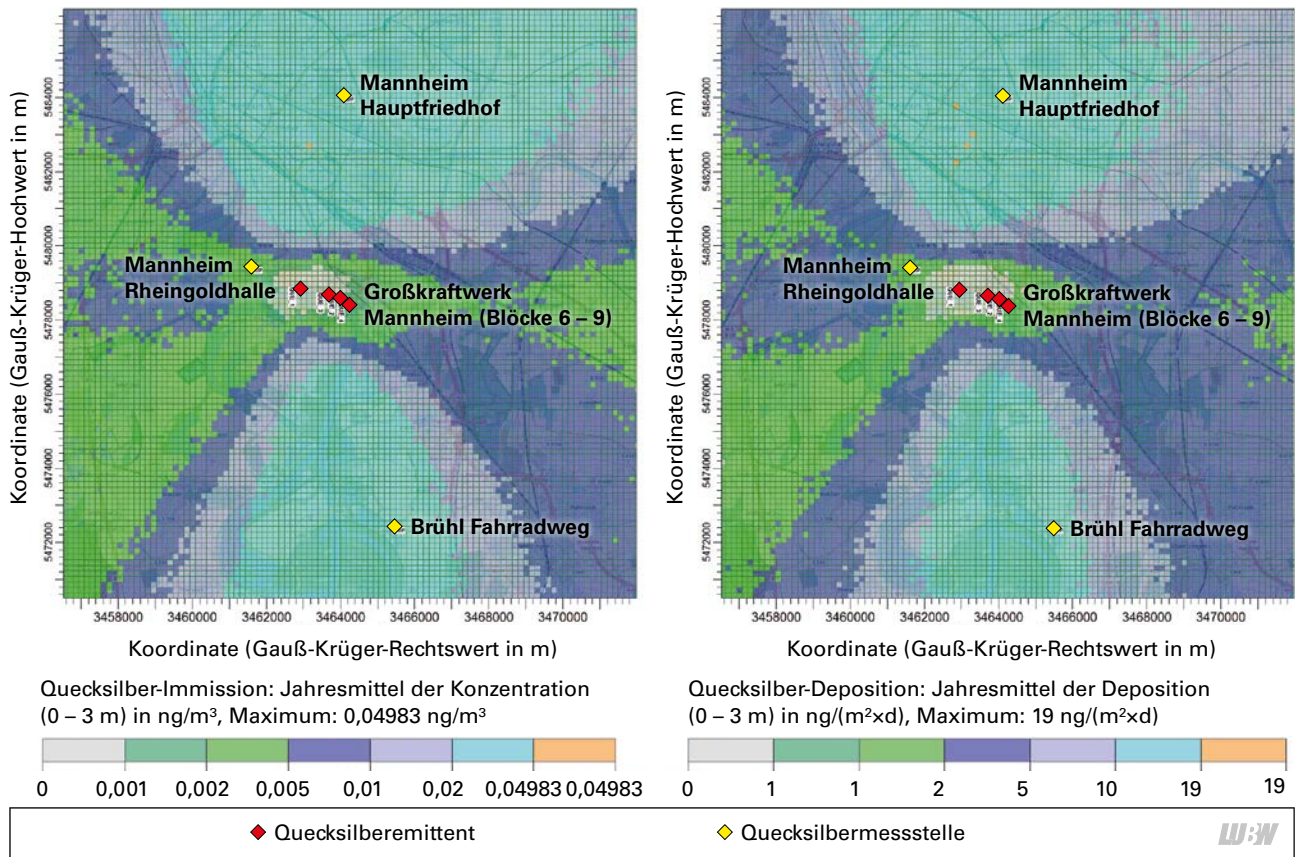 Mannheim
Hauptfriedhof
Mannheim
Rheingoldhalle
Großkraftwerk
Mannheim (Blöcke 6 – 9)
Brühl Fahrradweg
Koordinate (Gauß-Krüger-Hochwert in m)
5484000
5482000
5480000
5478000
5476000
5474000
5472000
3458000 3460000 3462000 3464000 3466000 3468000 3470000
Koordinate (Gauß-Krüger-Rechtswert in m)
Quecksilber-Immission: Jahresmittel der Konzentration
(0 – 3 m) in ng/m³, Maximum: 0,04983 ng/m³
0 0,001 0,002 0,005 0,01 0,02 0,04983 0,04983
Mannheim
Hauptfriedhof
Mannheim
Rheingoldhalle
Großkraftwerk
Mannheim (Blöcke 6 – 9)
Brühl Fahrradweg
Koordinate (Gauß-Krüger-Hochwert in m)
5484000
5482000
5480000
5478000
5476000
5474000
5472000
3458000 3460000 3462000 3464000 3466000 3468000 3470000
Koordinate (Gauß-Krüger-Rechtswert in m)
Quecksilber-Deposition: Jahresmittel der Deposition
(0 – 3 m) in ng/(m²×d), Maximum: 19 ng/(m²×d)
0 1 1 2 5 10 19 19
Quecksilberemittent
Quecksilbermessstelle
LUBW